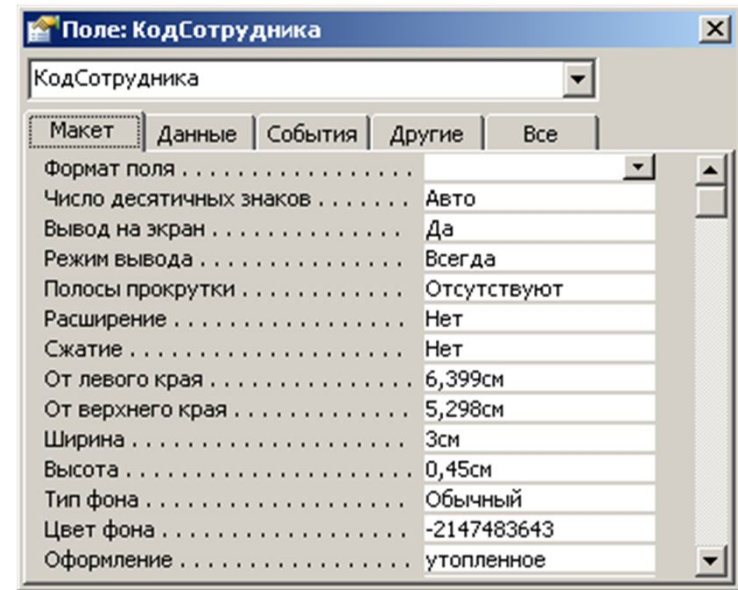 Поле: КодСотрудника
КодСотрудника
Макет Данные События Другие Все
Формат поля . . . . . . . . . . . . . . . . . .
Число десятичных знаков . . . . . . . Авто
Вывод на экран . . . . . . . . . . . . . . Да
Режим вывода . . . . . . . . . . . . . . . Всегда
Полосы прокрутки . . . . . . . . . . . . Отсутствуют
Расширение . . . . . . . . . . . . . . . . . Нет
Сжатие . . . . . . . . . . . . . . . . . . . . Нет
От левого края . . . . . . . . . . . . . . 6,399см
От верхнего края . . . . . . . . . . . . . 5,298см
Ширина . . . . . . . . . . . . . . . . . . . . 3см
Высота . . . . . . . . . . . . . . . . . . . . 0,45см
Тип фона . . . . . . . . . . . . . . . . . . . Обычный
Цвет фона . . . . . . . . . . . . . . . . . . -2147483643
Оформление . . . . . . . . . . . . . . . . . утопленное